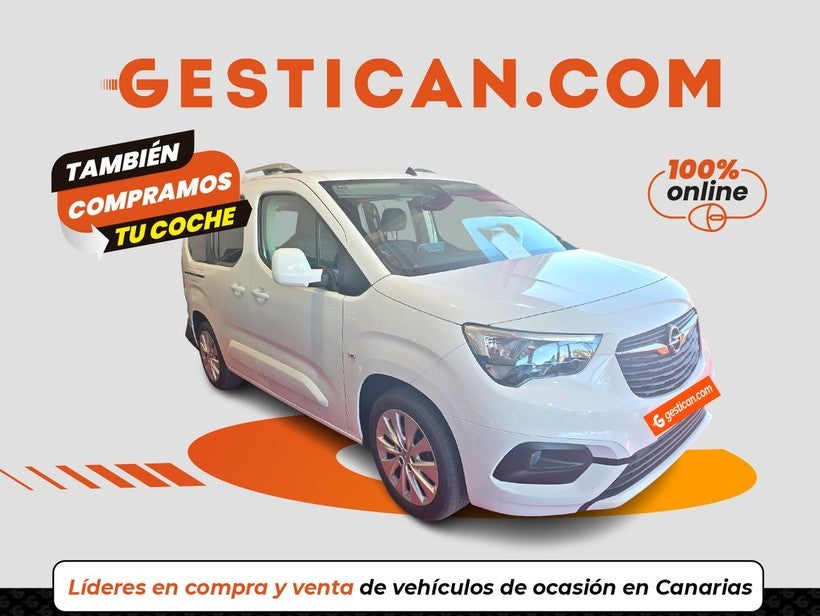 GESTICAN.COM
TAMBIÉN
COMPRAMOS
TU COCHE
100%
online
gestican.com
Líderes en compra y venta de vehículos de ocasión en Canarias